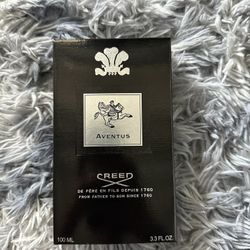 AVENTUS
CREED
DE PÈRE EN FILS DEPUIS 1760
FROM FATHER TO SON SINCE 1760
100 ML 3.3 FL.OZ.